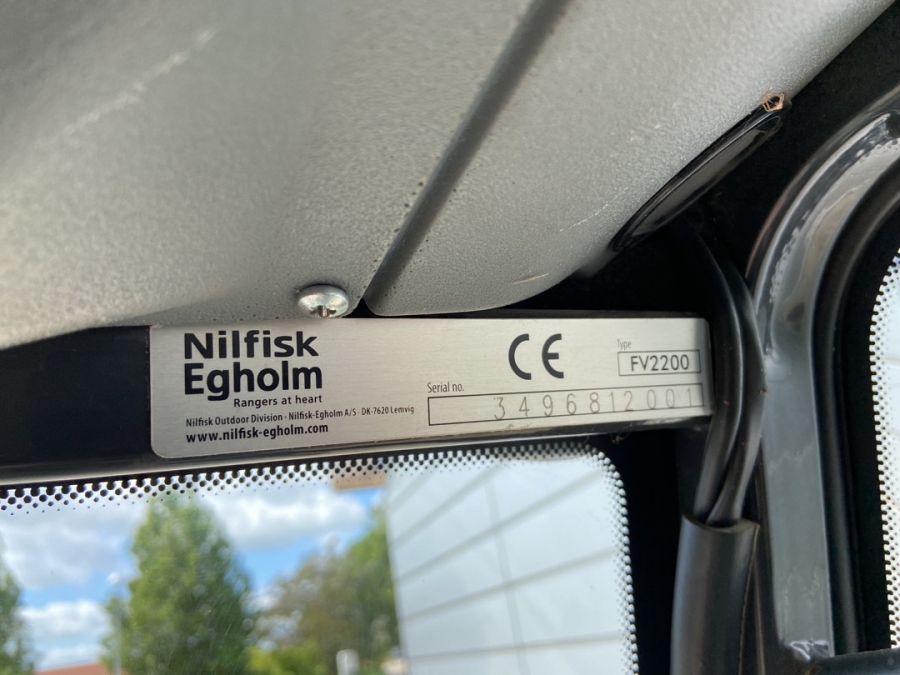 Nilfisk
Egholm
Rangers at heart
Nilfisk Outdoor Division · Nilfisk-Egholm A/S · DK-7620 Lemvig
www.nilfisk-egholm.com
CE
Type
FV2200
Serial no.
3496812001